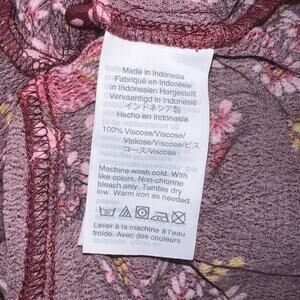 Made in Indonesia
Fabriqué en Indonésie
In Indonesien Hergestellt
Vervaardigd in Indonesië
インドネシア製
Hecho en Indonesia
100% Viscose/Viscose/
Viskose/Viscose/ビス
コース/viscosa
Machine wash cold. With
like colors. Non-chlorine
bleach only. Tumble dry
low. Warm iron as needed.
Laver à la machine à l'eau
froide. Avec des couleurs